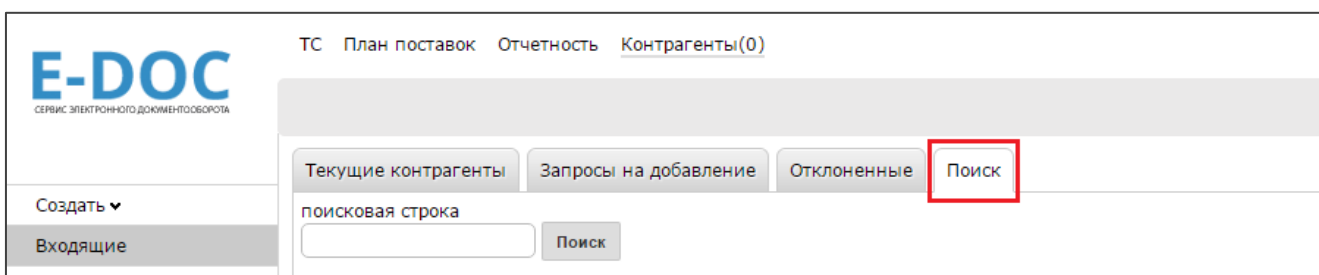 E-DOC
СЕРВИС ЭЛЕКТРОННОГО ДОКУМЕНТООБОРОТА
ТС План поставок Отчетность Контрагенты(0)
Текущие контрагенты Запросы на добавление Отклоненные Поиск
Создать
Входящие
поисковая строка
Поиск